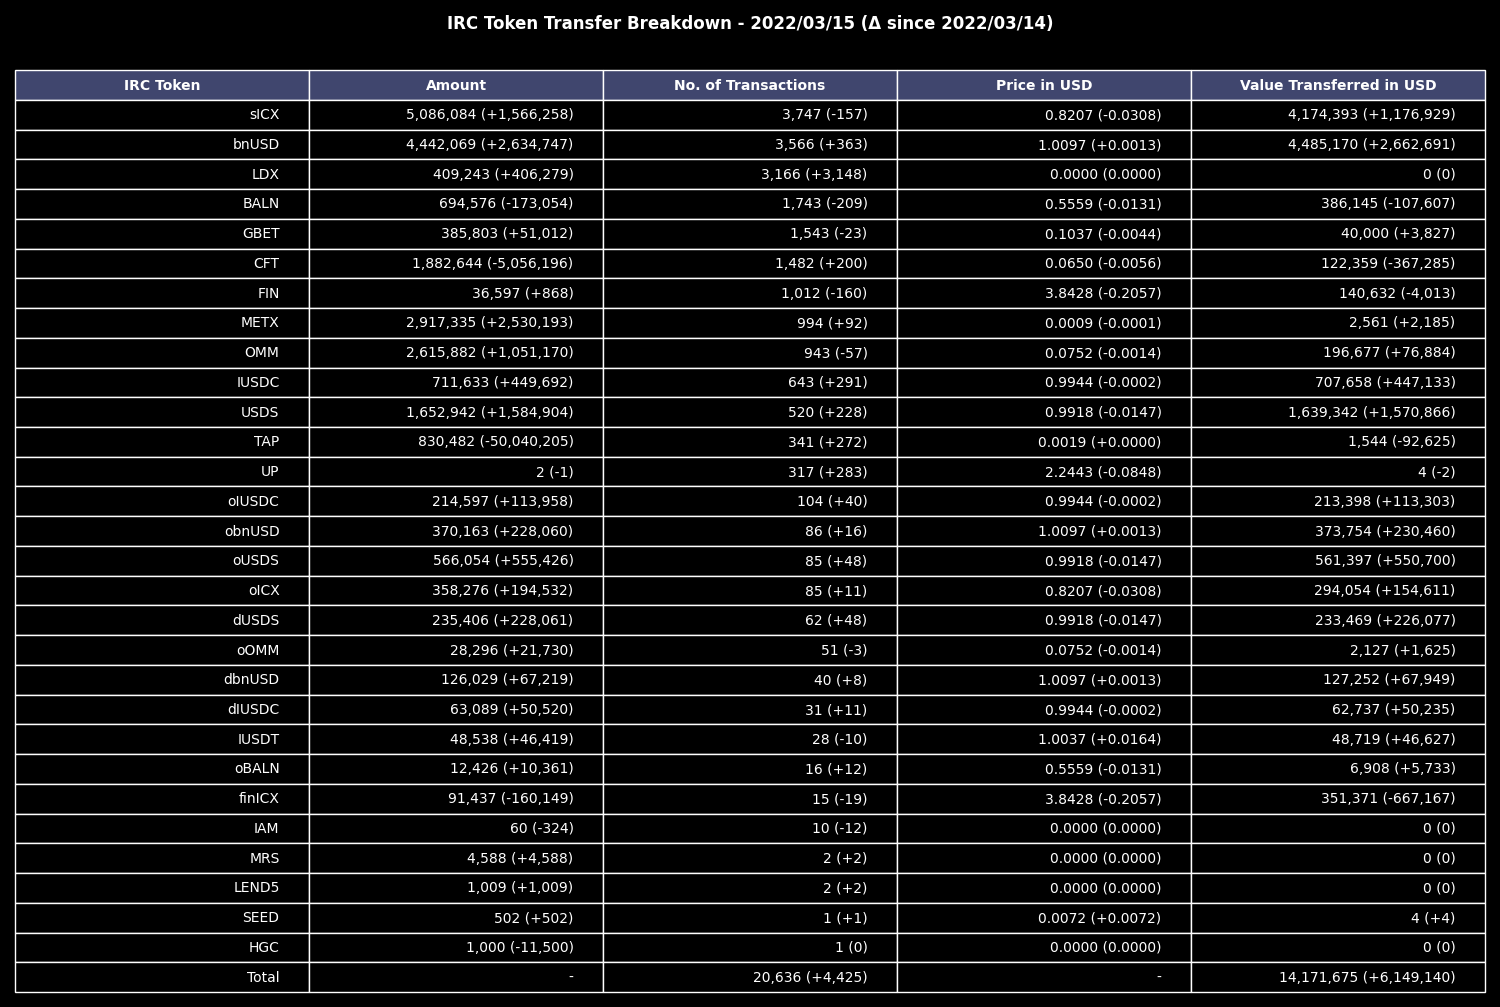 IRC Token Transfer Breakdown - 2022/03/15 (Δ since 2022/03/14)
IRC Token Amount No. of Transactions Price in USD Value Transferred in USD
sICX 5,086,084 (+1,566,258) 3,747 (-157) 0.8207 (-0.0308) 4,174,393 (+1,176,929)
bnUSD 4,442,069 (+2,634,747) 3,566 (+363) 1.0097 (+0.0013) 4,485,170 (+2,662,691)
LDX 409,243 (+406,279) 3,166 (+3,148) 0.0000 (0.0000) 0 (0)
BALN 694,576 (-173,054) 1,743 (-209) 0.5559 (-0.0131) 386,145 (-107,607)
GBET 385,803 (+51,012) 1,543 (-23) 0.1037 (-0.0044) 40,000 (+3,827)
CFT 1,882,644 (-5,056,196) 1,482 (+200) 0.0650 (-0.0056) 122,359 (-367,285)
FIN 36,597 (+868) 1,012 (-160) 3.8428 (-0.2057) 140,632 (-4,013)
METX 2,917,335 (+2,530,193) 994 (+92) 0.0009 (-0.0001) 2,561 (+2,185)
OMM 2,615,882 (+1,051,170) 943 (-57) 0.0752 (-0.0014) 196,677 (+76,884)
IUSDC 711,633 (+449,692) 643 (+291) 0.9944 (-0.0002) 707,658 (+447,133)
USDS 1,652,942 (+1,584,904) 520 (+228) 0.9918 (-0.0147) 1,639,342 (+1,570,866)
TAP 830,482 (-50,040,205) 341 (+272) 0.0019 (+0.0000) 1,544 (-92,625)
UP 2 (-1) 317 (+283) 2.2443 (-0.0848) 4 (-2)
oIUSDC 214,597 (+113,958) 104 (+40) 0.9944 (-0.0002) 213,398 (+113,303)
obnUSD 370,163 (+228,060) 86 (+16) 1.0097 (+0.0013) 373,754 (+230,460)
oUSDS 566,054 (+555,426) 85 (+48) 0.9918 (-0.0147) 561,397 (+550,700)
oICX 358,276 (+194,532) 85 (+11) 0.8207 (-0.0308) 294,054 (+154,611)
dUSDS 235,406 (+228,061) 62 (+48) 0.9918 (-0.0147) 233,469 (+226,077)
oOMM 28,296 (+21,730) 51 (-3) 0.0752 (-0.0014) 2,127 (+1,625)
dbnUSD 126,029 (+67,219) 40 (+8) 1.0097 (+0.0013) 127,252 (+67,949)
dIUSDC 63,089 (+50,520) 31 (+11) 0.9944 (-0.0002) 62,737 (+50,235)
IUSDT 48,538 (+46,419) 28 (-10) 1.0037 (+0.0164) 48,719 (+46,627)
oBALN 12,426 (+10,361) 16 (+12) 0.5559 (-0.0131) 6,908 (+5,733)
finICX 91,437 (-160,149) 15 (-19) 3.8428 (-0.2057) 351,371 (-667,167)
IAM 60 (-324) 10 (-12) 0.0000 (0.0000) 0 (0)
MRS 4,588 (+4,588) 2 (+2) 0.0000 (0.0000) 0 (0)
LEND5 1,009 (+1,009) 2 (+2) 0.0000 (0.0000) 0 (0)
SEED 502 (+502) 1 (+1) 0.0072 (+0.0072) 4 (+4)
HGC 1,000 (-11,500) 1 (0) 0.0000 (0.0000) 0 (0)
Total - 20,636 (+4,425) - 14,171,675 (+6,149,140)